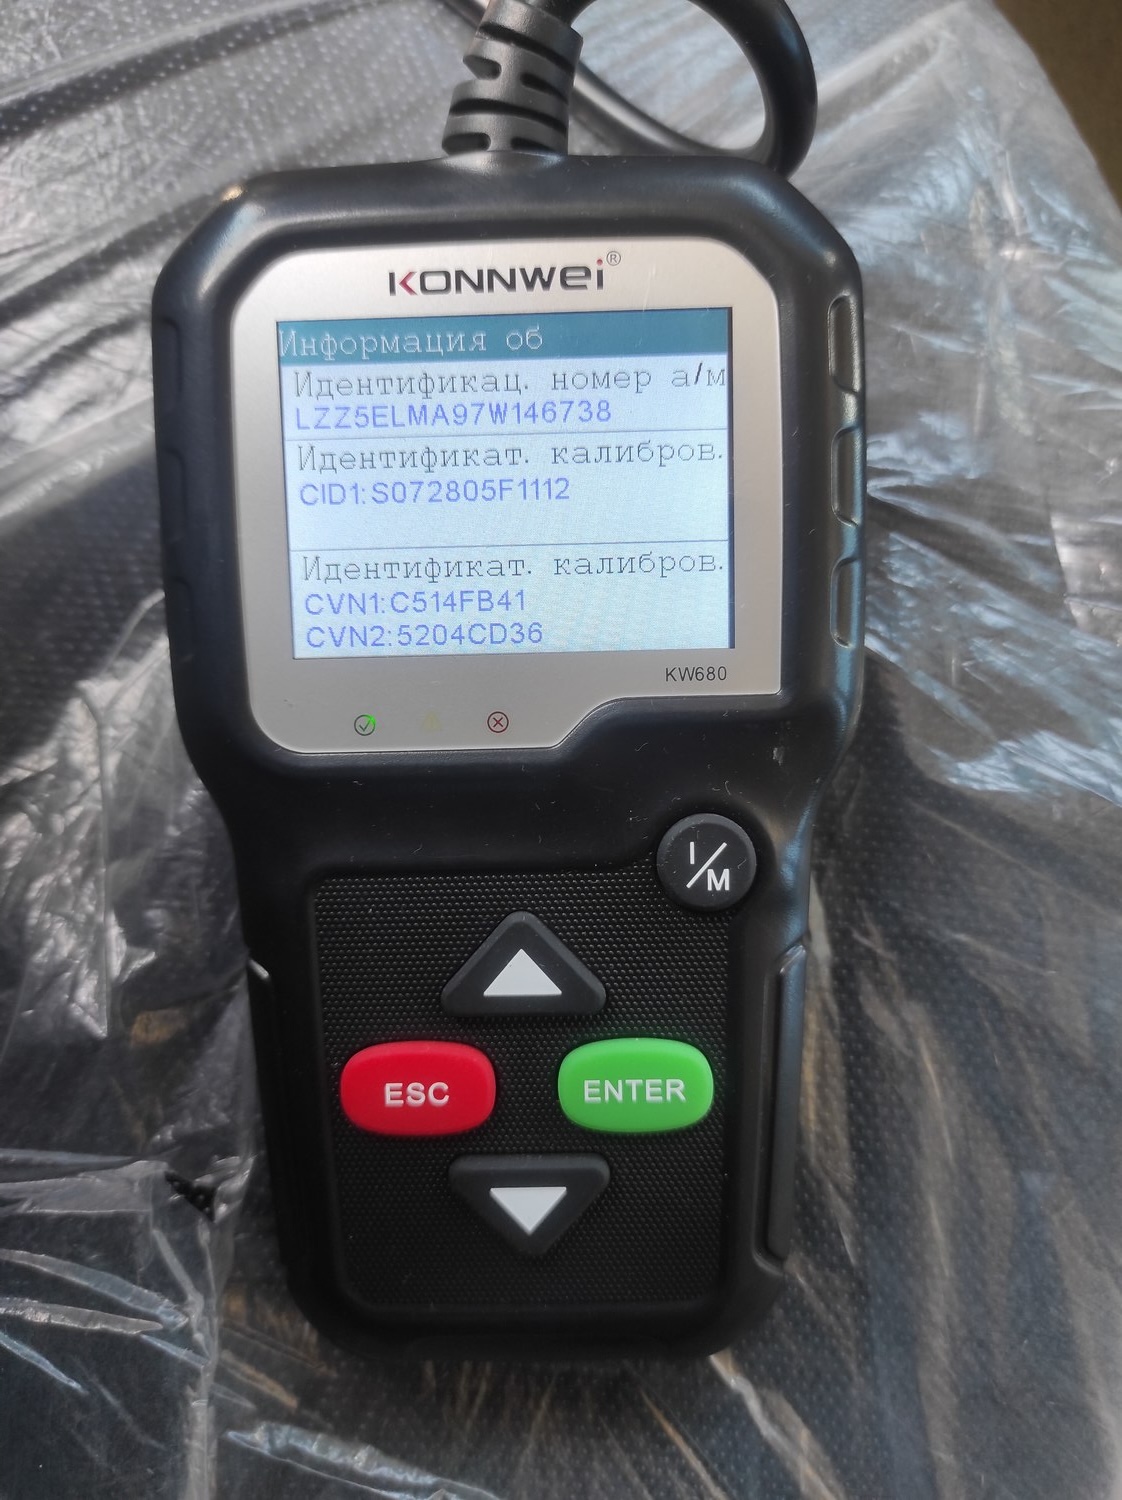 KONNWEI®
Информация об
Идентификац. номер а/м
LZZ5ELMA97W146738
Идентификат. калибров.
CID1:S072805F1112
Идентификат. калибров.
CVN1:C514FB41
CVN2:5204CD36
KW680
I/M
ESC
ENTER